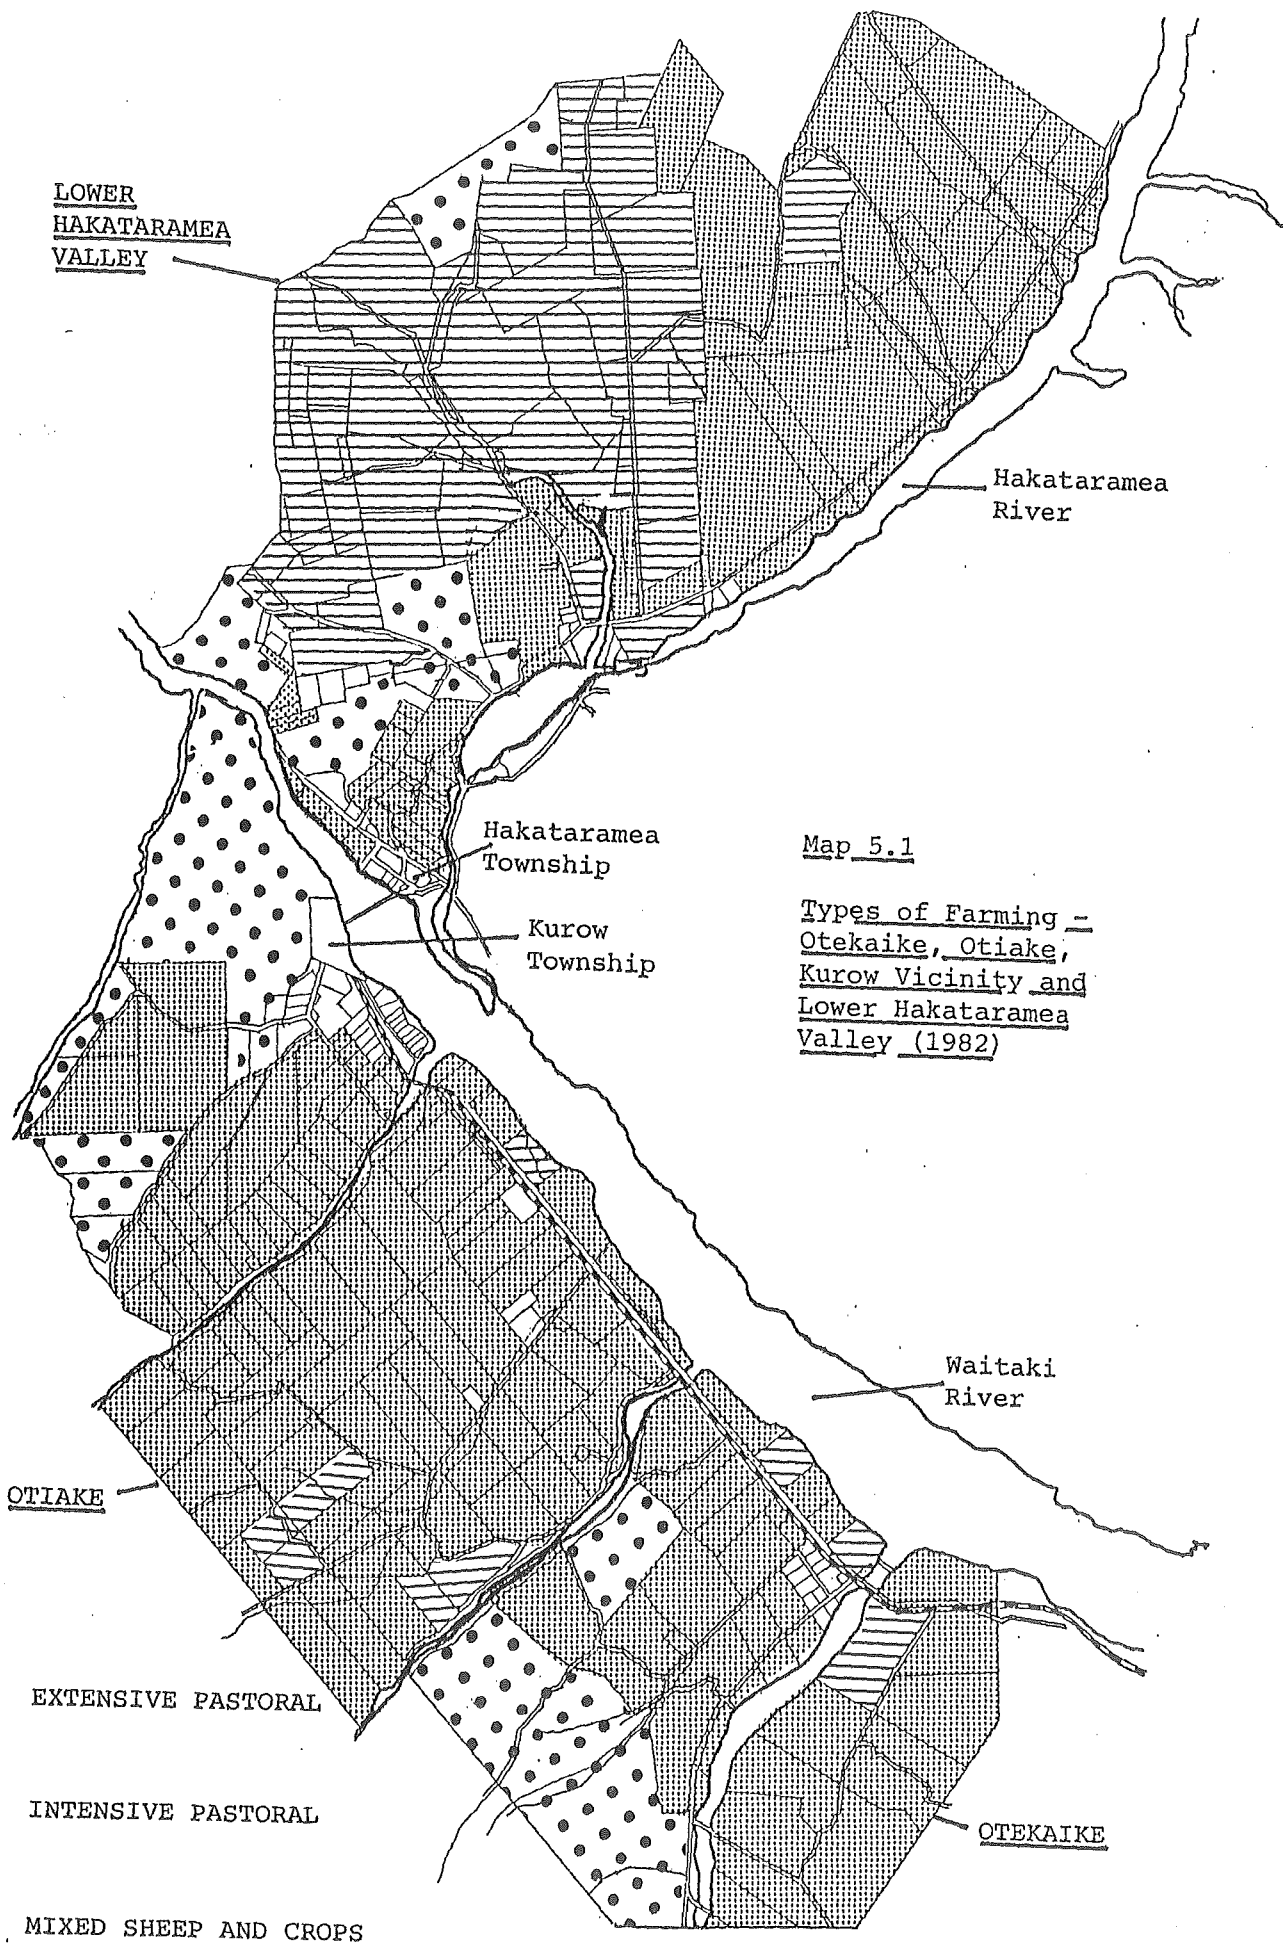 LOWER
HAKATARAMEA
VALLEY
Hakataramea
River
Hakataramea
Township
Kurow
Township
Map 5.1
Types of Farming -
Otekaike, Otiake,
Kurow Vicinity and
Lower Hakataramea
Valley (1982)
Waitaki
River
OTIAKE
EXTENSIVE PASTORAL
INTENSIVE PASTORAL
OTEKAIKE
MIXED SHEEP AND CROPS